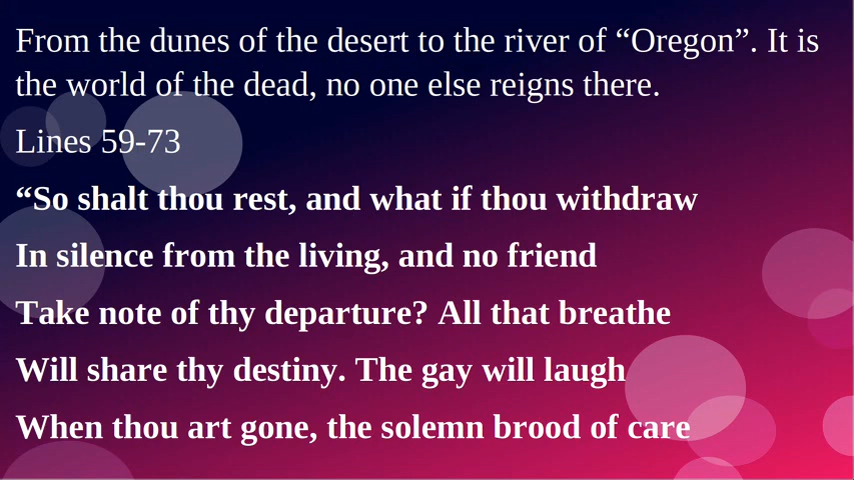 From the dunes of the desert to the river of “Oregon”. It is
the world of the dead, no one else reigns there.
Lines 59-73
“So shalt thou rest, and what if thou withdraw
In silence from the living, and no friend
Take note of thy departure? All that breathe
Will share thy destiny. The gay will laugh
When thou art gone, the solemn brood of care